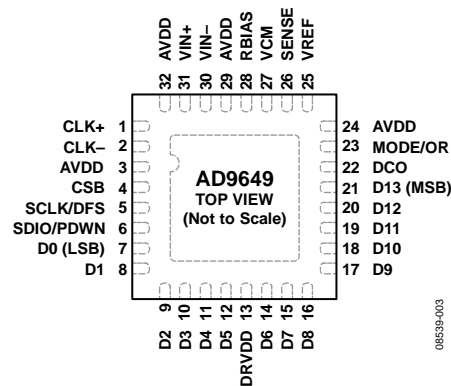 AVDD
VIN+
VIN–
AVDD
RBIAS
VCM
SENSE
VREF
32
31
30
29
28
27
26
25
CLK+ 1
CLK– 2
AVDD 3
CSB 4
SCLK/DFS 5
SDIO/PDWN 6
D0 (LSB) 7
D1 8
AD9649
TOP VIEW
(Not to Scale)
24 AVDD
23 MODE/OR
22 DCO
21 D13 (MSB)
20 D12
19 D11
18 D10
17 D9
9
10
11
12
13
14
15
16
D2
D3
D4
D5
DRVDD
D6
D7
D8
08539-003